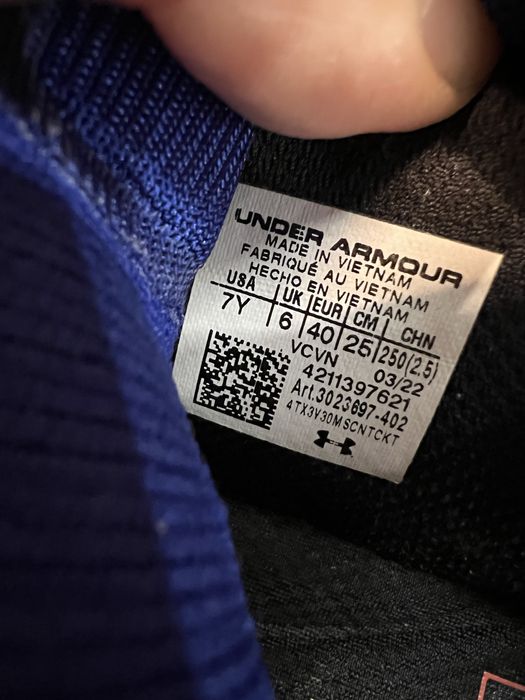 UNDER ARMOUR
MADE IN VIETNAM
FABRIQUÉ AU VIETNAM
HECHO EN VIETNAM
USA UK EUR CM CHN
7Y 6 40 25 250(2.5)
VCVN 03/22
4211397621
Art.3023697-402
4TX3V30MSCNTCKT